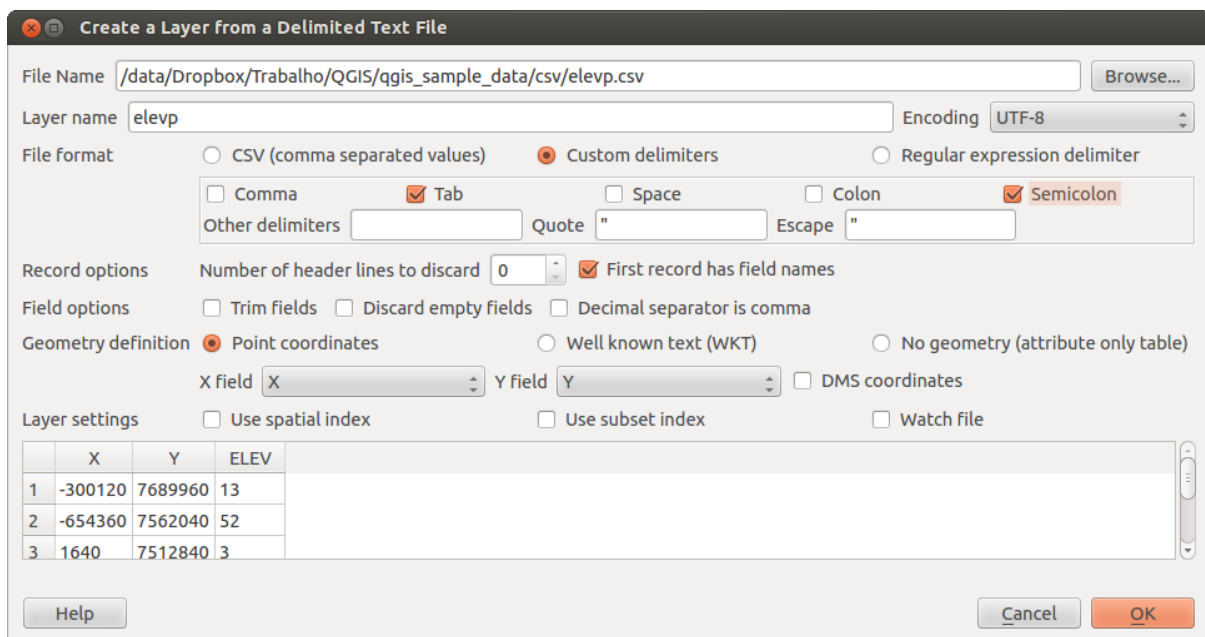 Create a Layer from a Delimited Text File
File Name /data/Dropbox/Trabalho/QGIS/qgis_sample_data/csv/elevp.csv Browse...
Layer name elevp Encoding UTF-8
File format CSV (comma separated values) Custom delimiters Regular expression delimiter
Comma Tab Space Colon Semicolon
Other delimiters Quote " Escape "
Record options Number of header lines to discard 0 First record has field names
Field options Trim fields Discard empty fields Decimal separator is comma
Geometry definition Point coordinates Well known text (WKT) No geometry (attribute only table)
X field X Y field Y DMS coordinates
Layer settings Use spatial index Use subset index Watch file
X Y ELEV
1 -300120 7689960 13
2 -654360 7562040 52
3 1640 7512840 3
Help Cancel OK